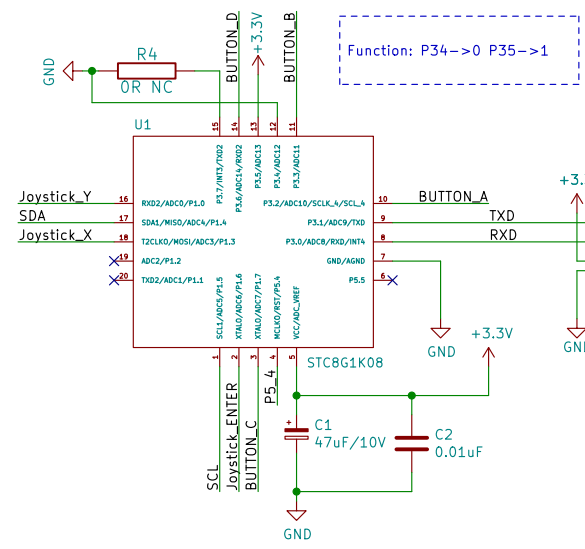 Function: P34->0 P35->1
R4
0R NC
GND
BUTTON_D
+3.3V
BUTTON_B
U1
15
14
13
12
11
P3.7/INT3/TXD2
P3.6/ADC14/RXD2
P3.5/ADC13
P3.4/ADC12
P3.3/ADC11
Joystick_Y
16
RXD2/ADC0/P1.0
P3.2/ADC10/SCLK_4/SCL_4
10
BUTTON_A
SDA
17
SDA1/MISO/ADC4/P1.4
P3.1/ADC9/TXD
9
TXD
Joystick_X
18
T2CLKO/MOSI/ADC3/P1.3
P3.0/ADC8/RXD/INT4
8
RXD
19
ADC2/P1.2
GND/AGND
7
20
TXD2/ADC1/P1.1
P5.5
6
SCL1/ADC5/P1.5
XTALO/ADC6/P1.6
XTALO/ADC7/P1.7
MCLKO/RST/P5.4
VCC/ADC_VREF
1
2
3
4
5
STC8G1K08
SCL
Joystick_ENTER
BUTTON_C
P5_4
GND
+3.3V
+3.
GN
C1
47uF/10V
C2
0.01uF
GND